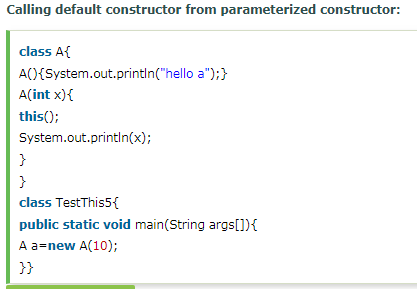 Calling default constructor from parameterized constructor:
class A{
A(){System.out.println("hello a");}
A(int x){
this();
System.out.println(x);
}
}
class TestThis5{
public static void main(String args[]){
A a=new A(10);
}}